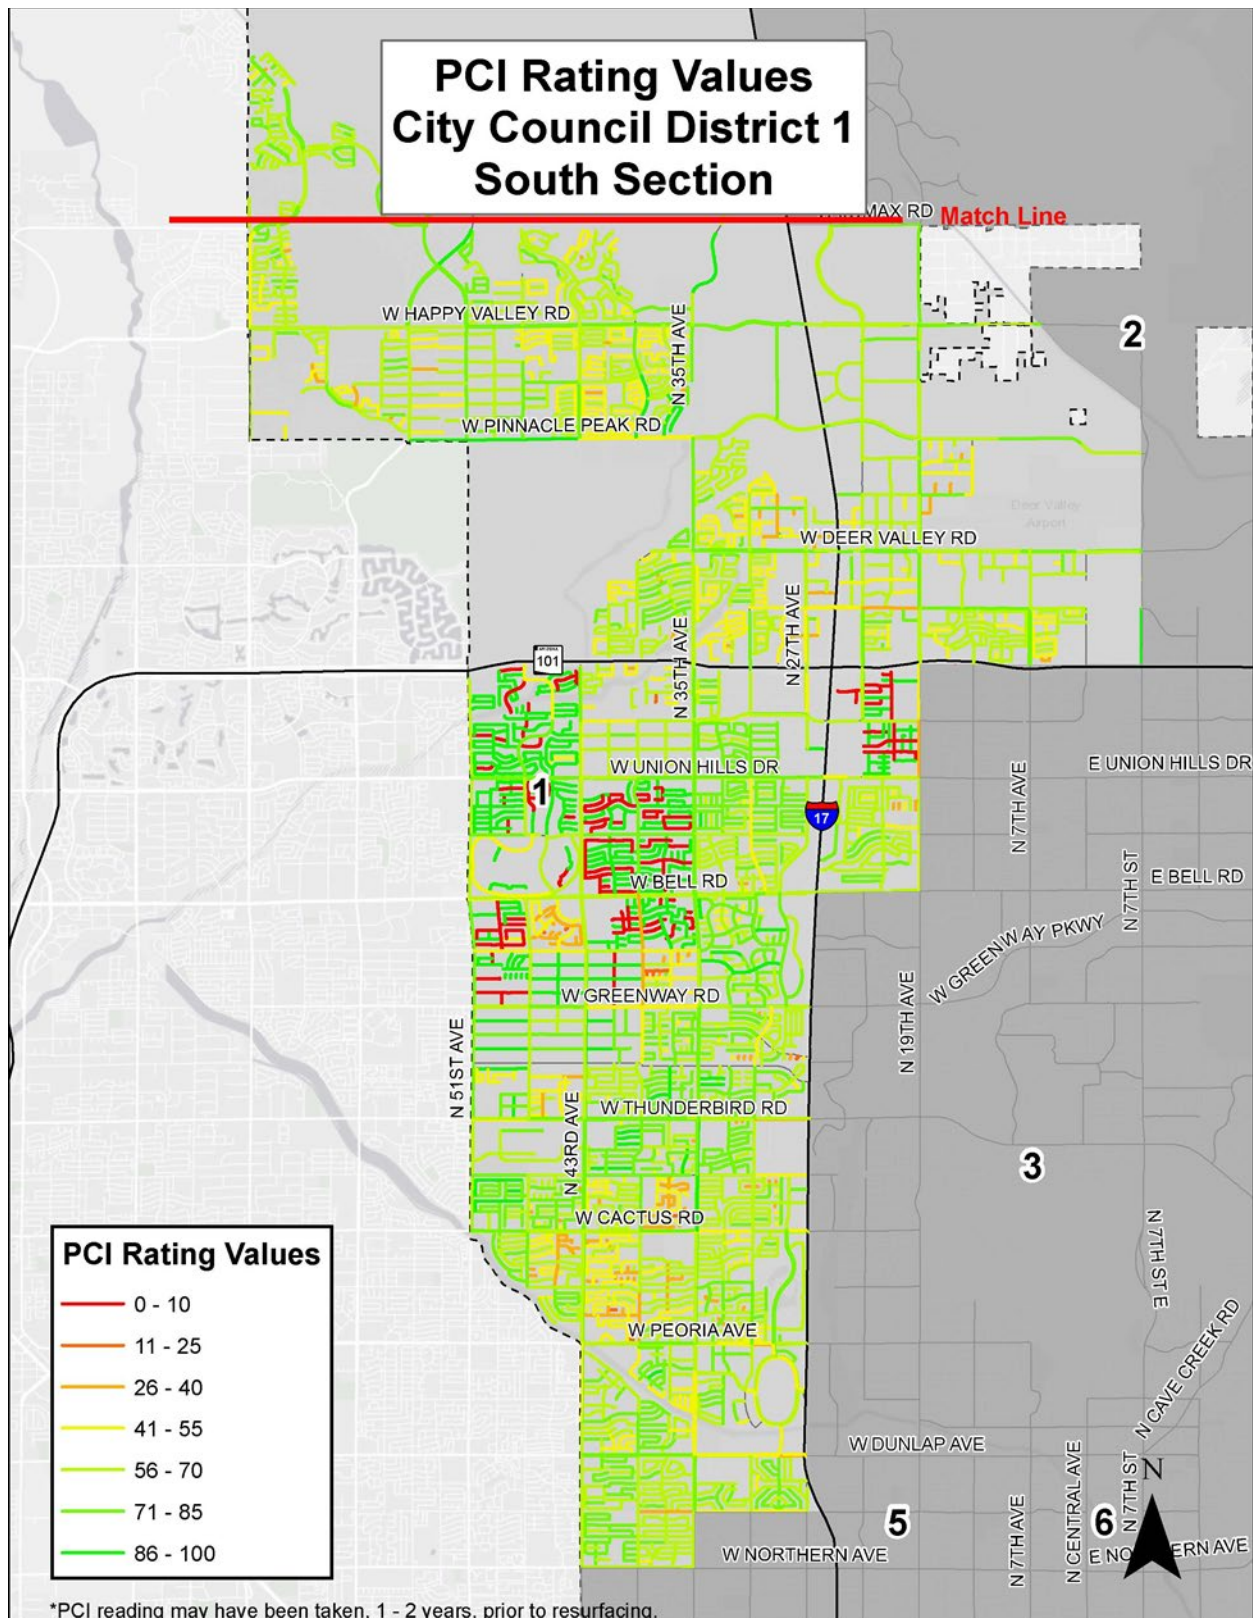 PCI Rating Values
City Council District 1
South Section
MAX RD
Match Line
W HAPPY VALLEY RD
N 35TH AVE
2
W PINNACLE PEAK RD
Deer Valley
Airport
W DEER VALLEY RD
N 27TH AVE
N 35TH AVE
ARIZONA
101
W UNION HILLS DR
E UNION HILLS DR
1
17
N 7TH AVE
N 7TH ST
W BELL RD
E BELL RD
W GREENWAY PKWY
W GREENWAY RD
N 19TH AVE
N 51ST AVE
N 43RD AVE
W THUNDERBIRD RD
3
W CACTUS RD
N 7TH ST E
W PEORIA AVE
N CAVE CREEK RD
W DUNLAP AVE
N 7TH AVE
N CENTRAL AVE
N 7TH ST
N
5
6
W NORTHERN AVE
E NO ERN AVE
PCI Rating Values
0 - 10
11 - 25
26 - 40
41 - 55
56 - 70
71 - 85
86 - 100
*PCI reading may have been taken, 1 - 2 years, prior to resurfacing.